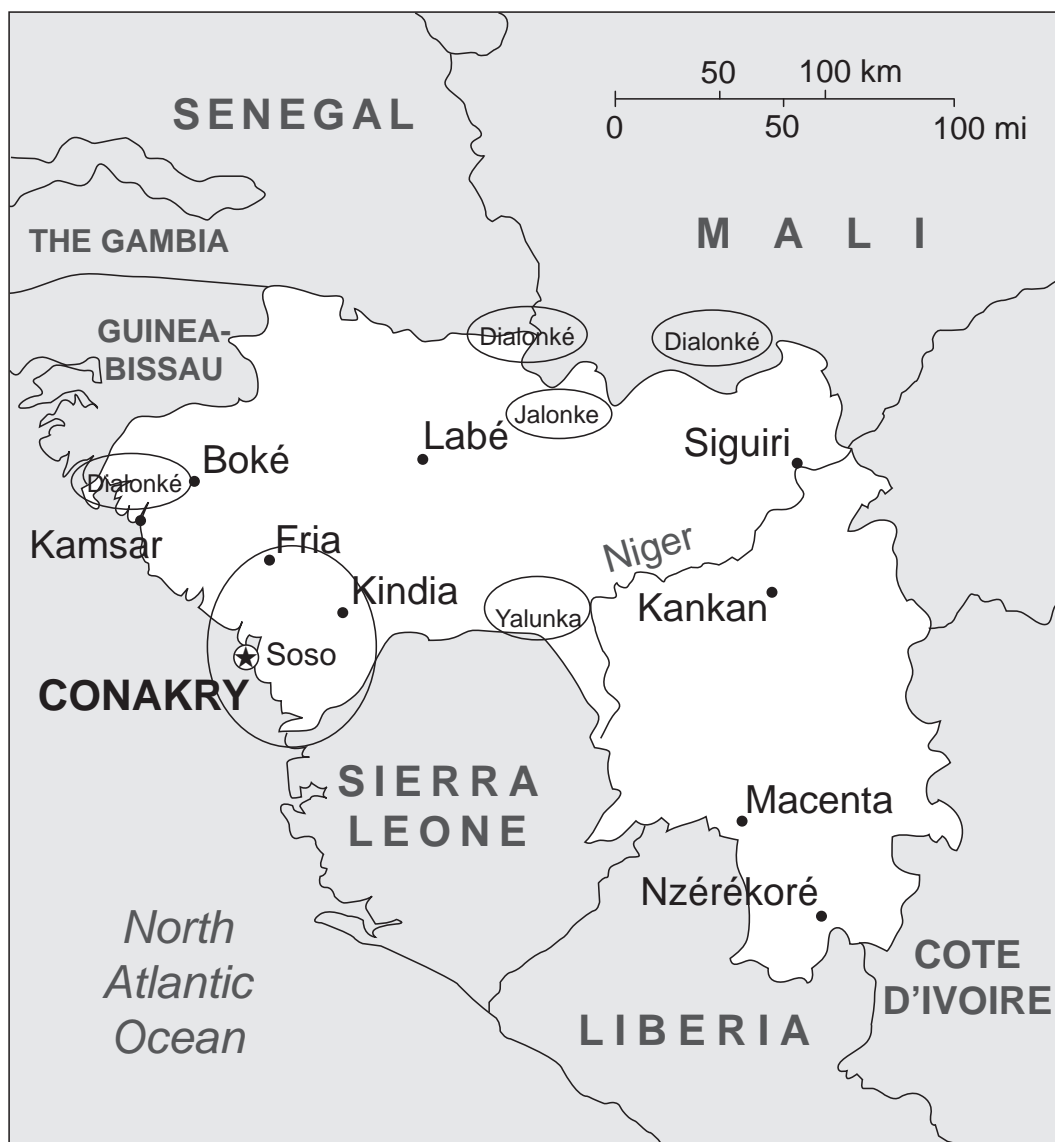 50
100 km
0
50
100 mi
SENEGAL
MALI
THE GAMBIA
GUINEA-
BISSAU
Dialonké
Dialonké
Jalonke
Labé
Siguiri
Boké
Dialonké
Kamsar
Fria
Niger
Kindia
Yalunka
Kankan
Soso
CONAKRY
SIERRA
LEONE
Macenta
Nzérékoré
North
Atlantic
Ocean
COTE
D’IVOIRE
LIBERIA